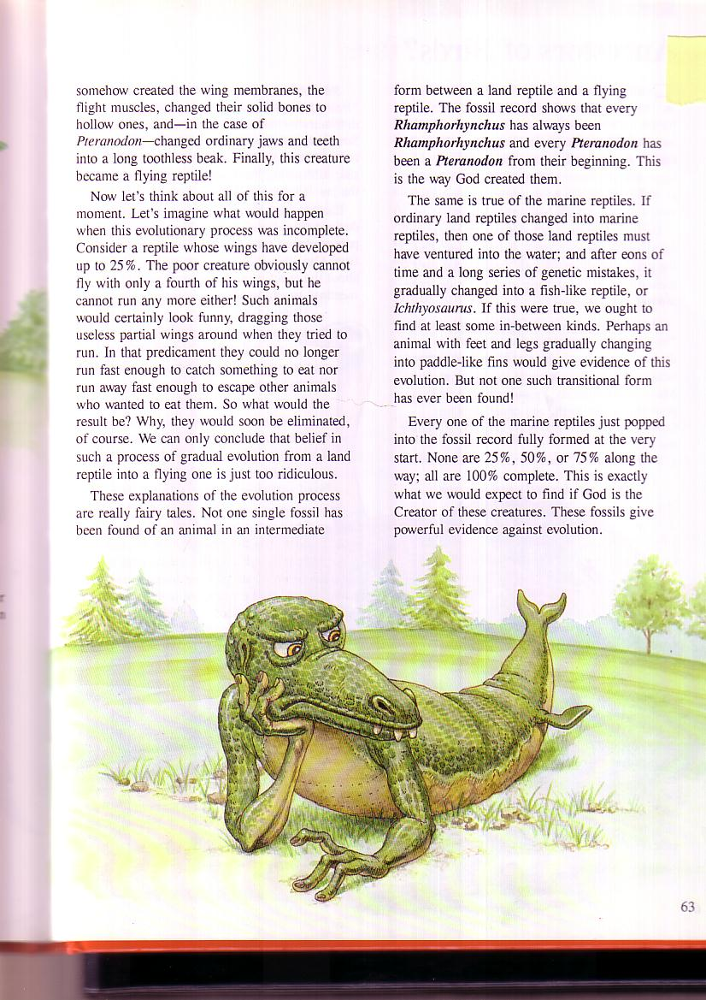 somehow created the wing membranes, the
flight muscles, changed their solid bones to
hollow ones, and—in the case of
Pteranodon—changed ordinary jaws and teeth
into a long toothless beak. Finally, this creature
became a flying reptile!
Now let's think about all of this for a
moment. Let's imagine what would happen
when this evolutionary process was incomplete.
Consider a reptile whose wings have developed
up to 25%. The poor creature obviously cannot
fly with only a fourth of his wings, but he
cannot run any more either! Such animals
would certainly look funny, dragging those
useless partial wings around when they tried to
run. In that predicament they could no longer
run fast enough to catch something to eat nor
run away fast enough to escape other animals
who wanted to eat them. So what would the
result be? Why, they would soon be eliminated,
of course. We can only conclude that belief in
such a process of gradual evolution from a land
reptile into a flying one is just too ridiculous.
These explanations of the evolution process
are really fairy tales. Not one single fossil has
been found of an animal in an intermediate
form between a land reptile and a flying
reptile. The fossil record shows that every
Rhamphorhynchus has always been
Rhamphorhynchus and every Pteranodon has
been a Pteranodon from their beginning. This
is the way God created them.
The same is true of the marine reptiles. If
ordinary land reptiles changed into marine
reptiles, then one of those land reptiles must
have ventured into the water; and after eons of
time and a long series of genetic mistakes, it
gradually changed into a fish-like reptile, or
Ichthyosaurus. If this were true, we ought to
find at least some in-between kinds. Perhaps an
animal with feet and legs gradually changing
into paddle-like fins would give evidence of this
evolution. But not one such transitional form
has ever been found!
Every one of the marine reptiles just popped
into the fossil record fully formed at the very
start. None are 25%, 50%, or 75% along the
way; all are 100% complete. This is exactly
what we would expect to find if God is the
Creator of these creatures. These fossils give
powerful evidence against evolution.
63